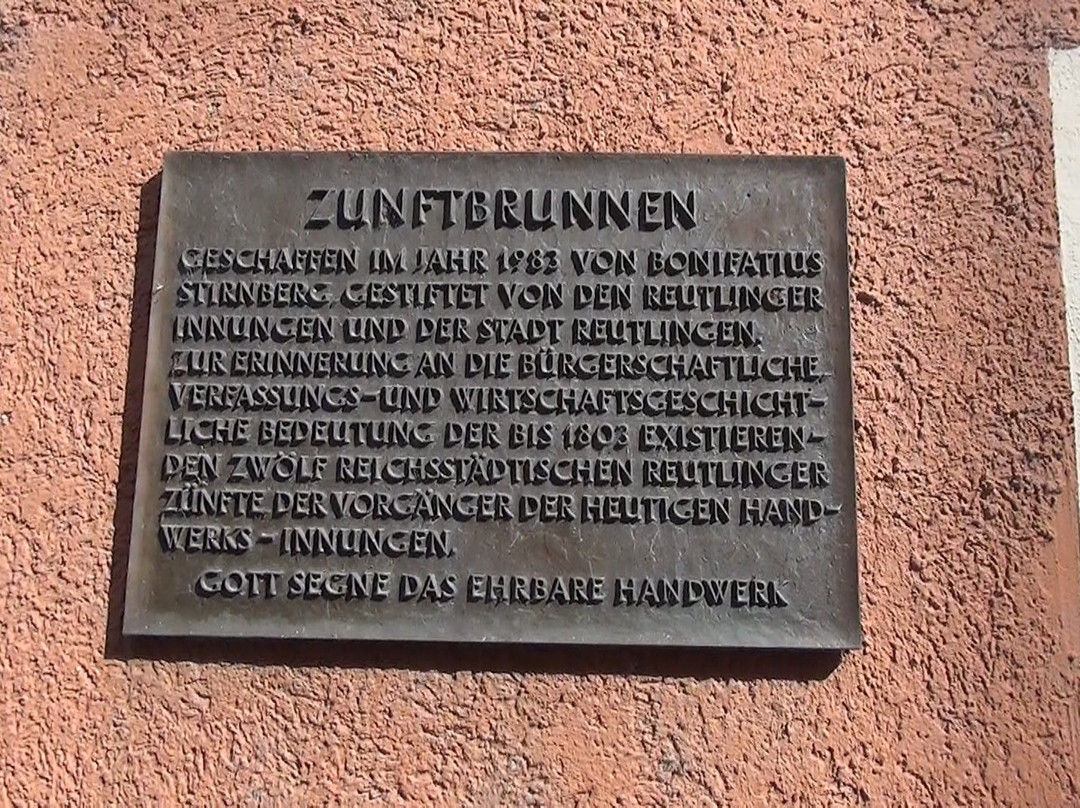 ZUNFTBRUNNEN
GESCHAFFEN IM JAHR 1983 VON BONIFATIUS
STIRNBERG, GESTIFTET VON DEN REUTLINGER
INNUNGEN UND DER STADT REUTLINGEN.
ZUR ERINNERUNG AN DIE BÜRGERSCHAFTLICHE,
VERFASSUNGS-UND WIRTSCHAFTSGESCHICHT-
LICHE BEDEUTUNG DER BIS 1803 EXISTIEREN-
DEN ZWÖLF REICHSSTÄDTISCHEN REUTLINGER
ZÜNFTE, DER VORGÄNGER DER HEUTIGEN HAND-
WERKS-INNUNGEN.
GOTT SEGNE DAS EHRBARE HANDWERK